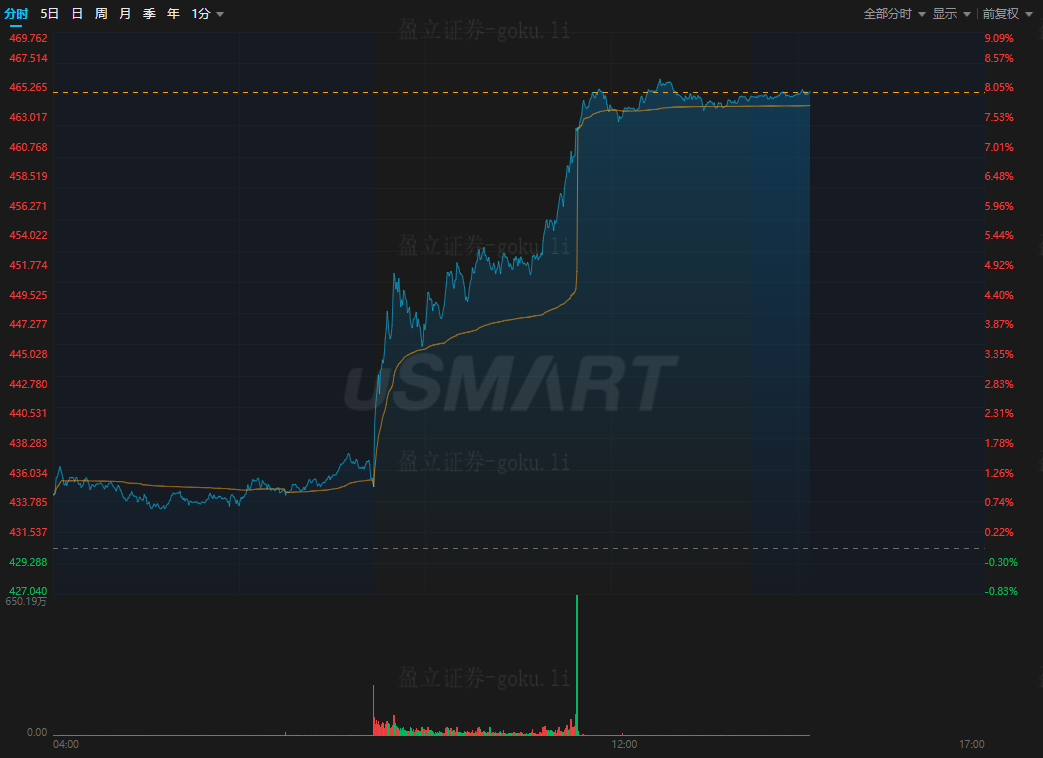 分时 5日 日 周 月 季 年 1分 全部分时 显示 前复权
盈立证券-goku.li
469.762 9.09%
467.514 8.57%
465.265 8.05%
463.017 7.53%
460.768 7.01%
458.519 6.48%
456.271 5.96%
454.022 5.44%
盈立证券-goku.li
451.774 4.92%
449.525 4.40%
447.277 3.87%
445.028 3.35%
uSMART
442.780 2.83%
440.531 2.31%
438.283 1.78%
盈立证券-goku.li
436.034 1.26%
433.785 0.74%
431.537 0.22%
429.288 -0.30%
427.040 -0.83%
650.19万
盈立证券-goku.li
0.00
04:00 12:00 17:00